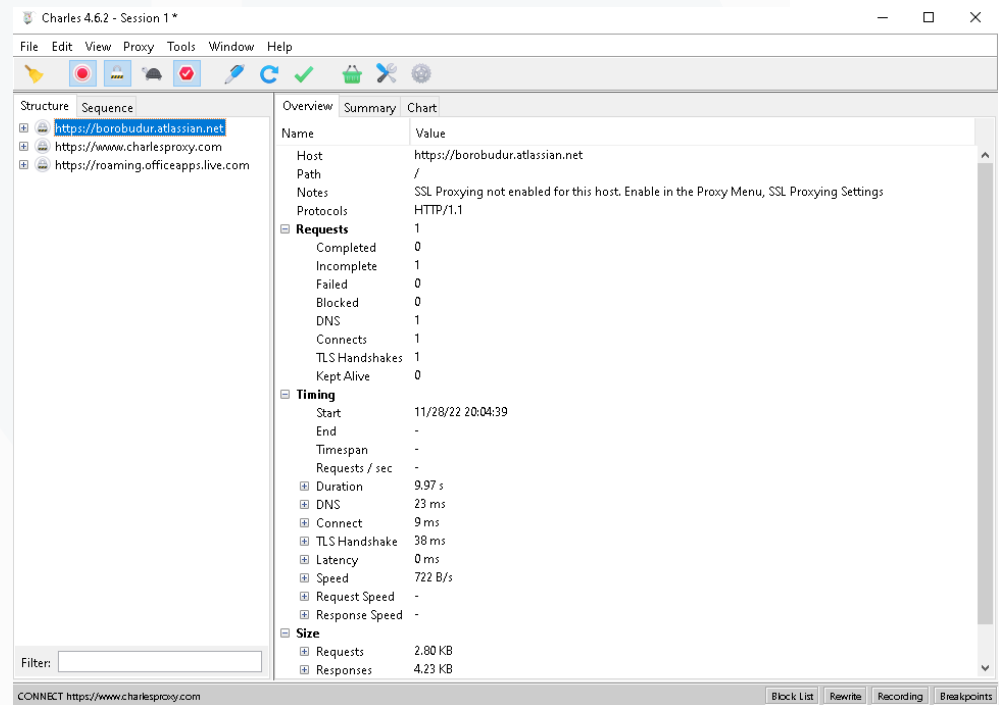 Charles 4.6.2 - Session 1 *
File Edit View Proxy Tools Window Help
Structure Sequence
https://borobudur.atlassian.net
https://www.charlesproxy.com
https://roaming.officeapps.live.com
Filter:
Overview Summary Chart
Name Value
Host https://borobudur.atlassian.net
Path /
Notes SSL Proxying not enabled for this host. Enable in the Proxy Menu, SSL Proxying Settings
Protocols HTTP/1.1
Requests 1
Completed 0
Incomplete 1
Failed 0
Blocked 0
DNS 1
Connects 1
TLS Handshakes 1
Kept Alive 0
Timing
Start 11/28/22 20:04:39
End -
Timespan -
Requests / sec -
Duration 9.97 s
DNS 23 ms
Connect 9 ms
TLS Handshake 38 ms
Latency 0 ms
Speed 722 B/s
Request Speed -
Response Speed -
Size
Requests 2.80 KB
Responses 4.23 KB
CONNECT https://www.charlesproxy.com Block List Rewrite Recording Breakpoints